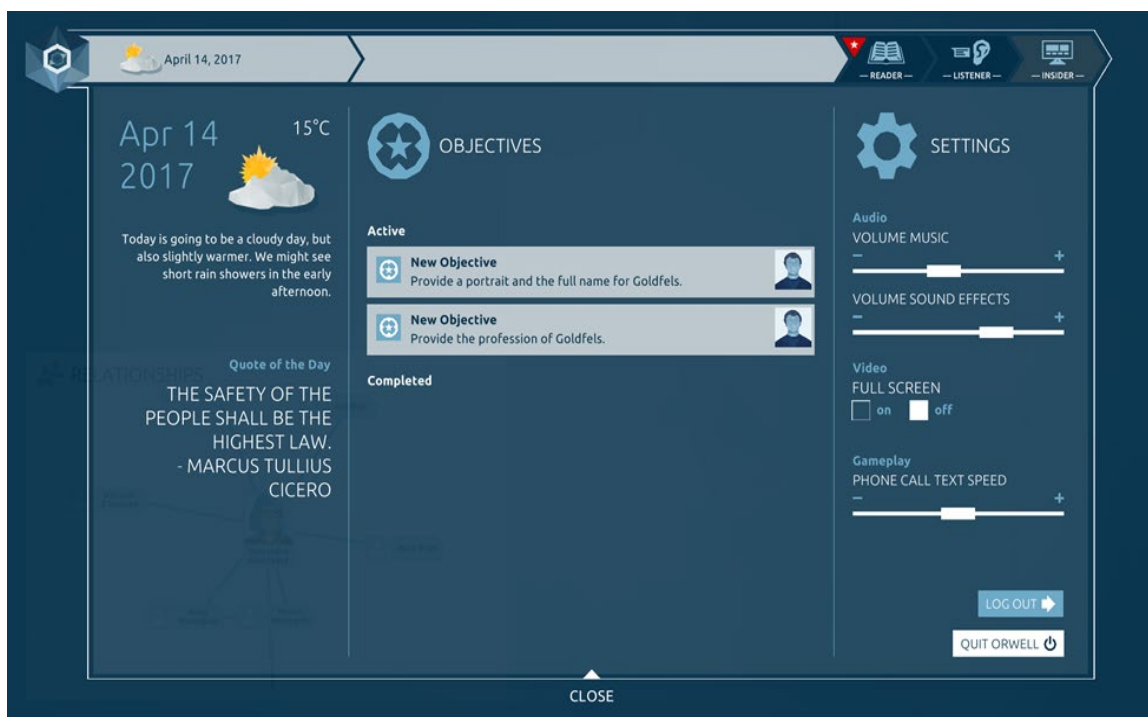 April 14, 2017
— READER —
— LISTENER —
— INSIDER —
Apr 14
2017
15°C
Today is going to be a cloudy day, but
also slightly warmer. We might see
short rain showers in the early
afternoon.
Quote of the Day
THE SAFETY OF THE
PEOPLE SHALL BE THE
HIGHEST LAW.
- MARCUS TULLIUS
CICERO
RELATIONSHIPS
OBJECTIVES
Active
New Objective
Provide a portrait and the full name for Goldfels.
New Objective
Provide the profession of Goldfels.
Completed
SETTINGS
Audio
VOLUME MUSIC
− +
VOLUME SOUND EFFECTS
− +
Video
FULL SCREEN
on off
Gameplay
PHONE CALL TEXT SPEED
− +
LOG OUT
QUIT ORWELL
CLOSE